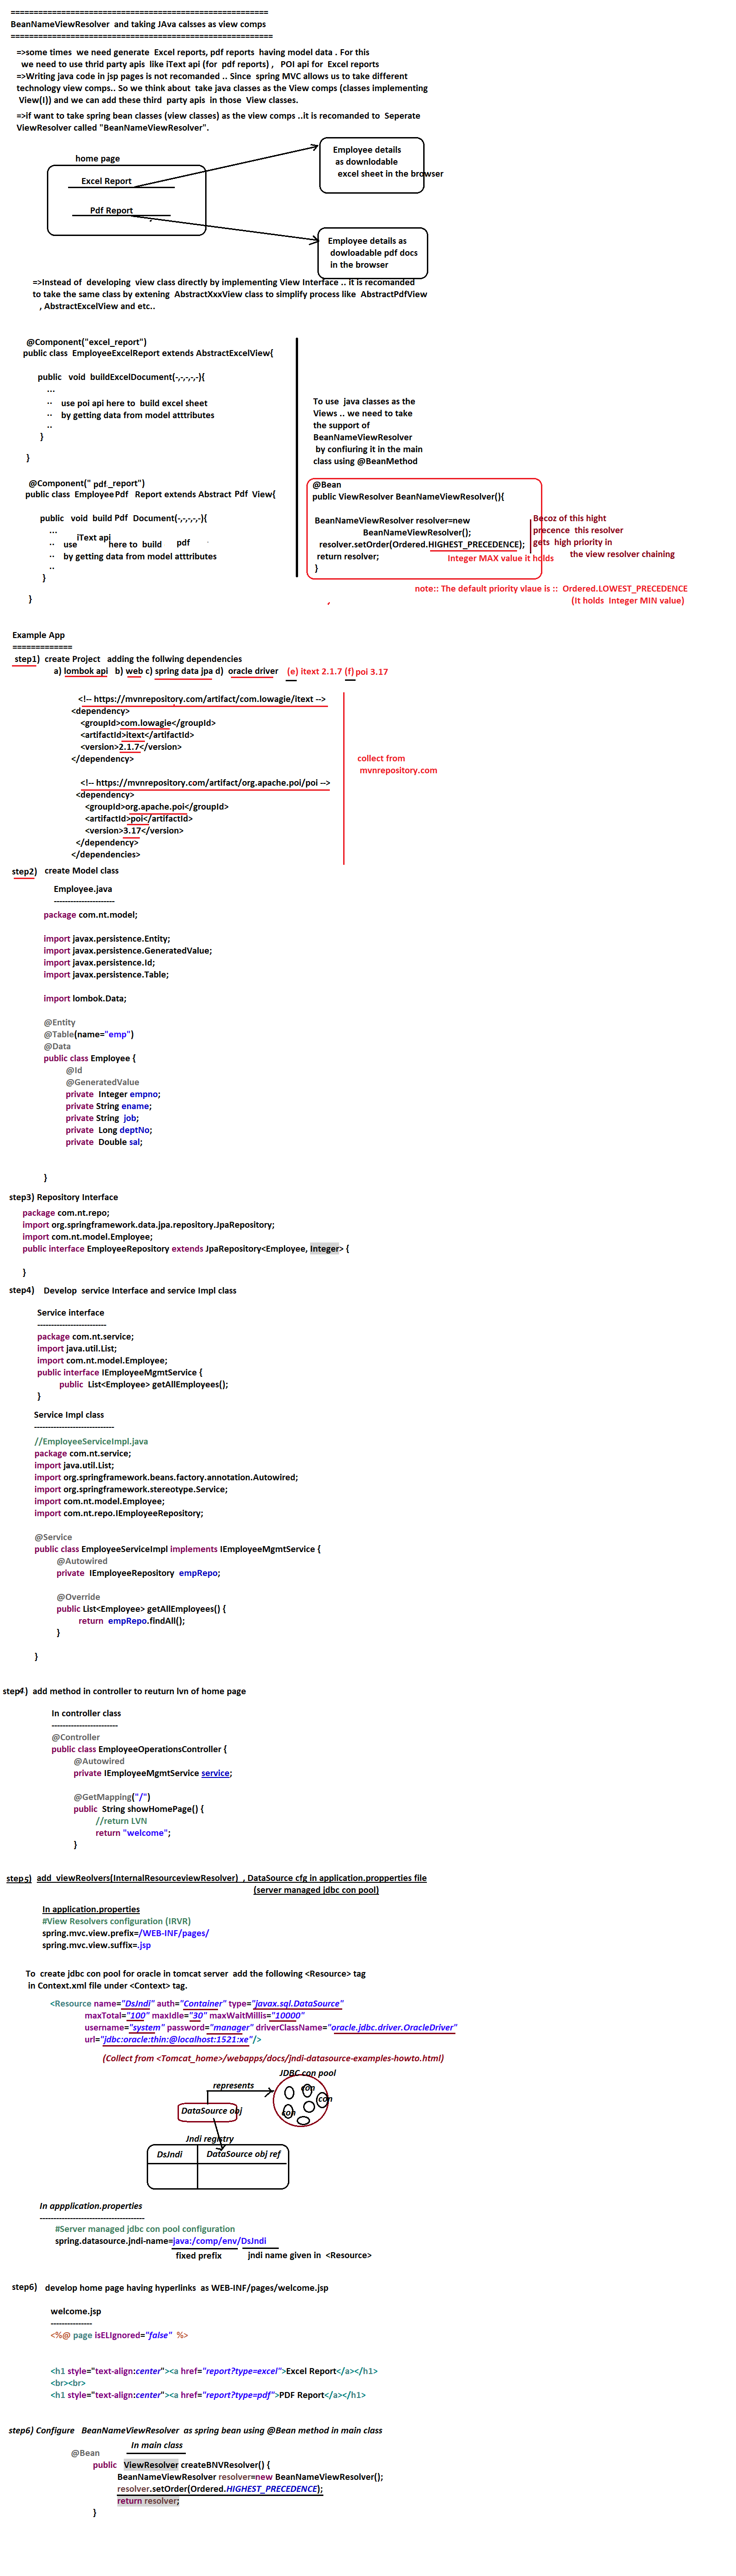 =========================================================
BeanNameViewResolver  and taking JAva calsses as view comps
==========================================================
=>some times  we need generate  Excel reports, pdf reports  having model data . For this
we need to use thrid party apis  like iText api (for  pdf reports) ,   POI api for  Excel reports
=>Writing java code in jsp pages is not recomanded .. Since  spring MVC allows us to take different
technology view comps.. So we think about  take java classes as the View comps (classes implementing
View(I)) and we can add these third  party apis  in those  View classes.
=>if want to take spring bean classes (view classes) as the view comps ..it is recomanded to  Seperate
ViewResolver called "BeanNameViewResolver".
home page
Excel Report
Pdf Report
Employee details
as downlodable
excel sheet in the browser
Employee details as
dowloadable pdf docs
in the browser
=>Instead of  developing  view class directly by implementing View Interface .. it is recomanded
to take the same class by extening  AbstractXxxView class to simplify process like  AbstractPdfView
, AbstractExcelView and etc..
@Component("excel_report")
public class  EmployeeExcelReport extends AbstractExcelView{
public   void  buildExcelDocument(-,-,-,-,-){
...
..    use poi api here to  build excel sheet
..    by getting data from model atttributes
..
}
}
@Component(" pdf _report")
public class  Employee Pdf  Report extends Abstract Pdf View{
public   void  build Pdf  Document(-,-,-,-,-){
...
..    use iText api here to  build pdf
..    by getting data from model atttributes
..
}
}
To use  java classes as the
Views .. we need to take
the support of
BeanNameViewResolver
by confiuring it in the main
class using @BeanMethod
@Bean
public ViewResolver BeanNameViewResolver(){
BeanNameViewResolver resolver=new
BeanNameViewResolver();
resolver.setOrder(Ordered.HIGHEST_PRECEDENCE);
return resolver;
}
Integer MAX value it holds
Becoz of this hight
precence  this resolver
gets  high priority in
the view resolver chaining
note:: The default priority vlaue is ::  Ordered.LOWEST_PRECEDENCE
(It holds  Integer MIN value)
Example App
=============
step1)  create Project   adding the follwing dependencies
a) lombok api   b) web c) spring data jpa d)  oracle driver   (e) itext 2.1.7 (f) poi 3.17
<!-- https://mvnrepository.com/artifact/com.lowagie/itext -->
<dependency>
<groupId>com.lowagie</groupId>
<artifactId>itext</artifactId>
<version>2.1.7</version>
</dependency>
<!-- https://mvnrepository.com/artifact/org.apache.poi/poi -->
<dependency>
<groupId>org.apache.poi</groupId>
<artifactId>poi</artifactId>
<version>3.17</version>
</dependency>
</dependencies>
collect from
mvnrepository.com
step2)   create Model class
Employee.java
----------------------
package com.nt.model;
import javax.persistence.Entity;
import javax.persistence.GeneratedValue;
import javax.persistence.Id;
import javax.persistence.Table;
import lombok.Data;
@Entity
@Table(name="emp")
@Data
public class Employee {
@Id
@GeneratedValue
private  Integer empno;
private String ename;
private String  job;
private  Long deptNo;
private  Double sal;
}
step3) Repository Interface
package com.nt.repo;
import org.springframework.data.jpa.repository.JpaRepository;
import com.nt.model.Employee;
public interface EmployeeRepository extends JpaRepository<Employee, Integer> {
}
step4)    Develop  service Interface and service Impl class
Service interface
-------------------------
package com.nt.service;
import java.util.List;
import com.nt.model.Employee;
public interface IEmployeeMgmtService {
public  List<Employee> getAllEmployees();
}
Service Impl class
-----------------------------
//EmployeeServiceImpl.java
package com.nt.service;
import java.util.List;
import org.springframework.beans.factory.annotation.Autowired;
import org.springframework.stereotype.Service;
import com.nt.model.Employee;
import com.nt.repo.IEmployeeRepository;
@Service
public class EmployeeServiceImpl implements IEmployeeMgmtService {
@Autowired
private  IEmployeeRepository  empRepo;
@Override
public List<Employee> getAllEmployees() {
return  empRepo.findAll();
}
}
step4)  add method in controller to reuturn lvn of home page
In controller class
------------------------
@Controller
public class EmployeeOperationsController {
@Autowired
private IEmployeeMgmtService service;
@GetMapping("/")
public  String showHomePage() {
//return LVN
return "welcome";
}
step5)  add  viewReolvers(InternalResourceviewResolver)  , DataSource cfg in application.propperties file
(server managed jdbc con pool)
In application.properties
#View Resolvers configuration (IRVR)
spring.mvc.view.prefix=/WEB-INF/pages/
spring.mvc.view.suffix=.jsp
To  create jdbc con pool for oracle in tomcat server  add the following <Resource> tag
in Context.xml file under <Context> tag.
<Resource name="DsJndi" auth="Container" type="javax.sql.DataSource"
maxTotal="100" maxIdle="30" maxWaitMillis="10000"
username="system" password="manager" driverClassName="oracle.jdbc.driver.OracleDriver"
url="jdbc:oracle:thin:@localhost:1521:xe"/>
(Collect from <Tomcat_home>/webapps/docs/jndi-datasource-examples-howto.html)
JDBC con pool
represents
con
con
con
DataSource obj
Jndi registry
DsJndi
DataSource obj ref
In appplication.properties
--------------------------------------
#Server managed jdbc con pool configuration
spring.datasource.jndi-name=java:/comp/env/DsJndi
fixed prefix
jndi name given in  <Resource>
step6)   develop home page having hyperlinks  as WEB-INF/pages/welcome.jsp
welcome.jsp
---------------
<%@ page isELIgnored="false"  %>
<h1 style="text-align:center"><a href="report?type=excel">Excel Report</a></h1>
<br><br>
<h1 style="text-align:center"><a href="report?type=pdf">PDF Report</a></h1>
step6) Configure   BeanNameViewResolver  as spring bean using @Bean method in main class
In main class
@Bean
public   ViewResolver createBNVResolver() {
BeanNameViewResolver resolver=new BeanNameViewResolver();
resolver.setOrder(Ordered.HIGHEST_PRECEDENCE);
return resolver;
}